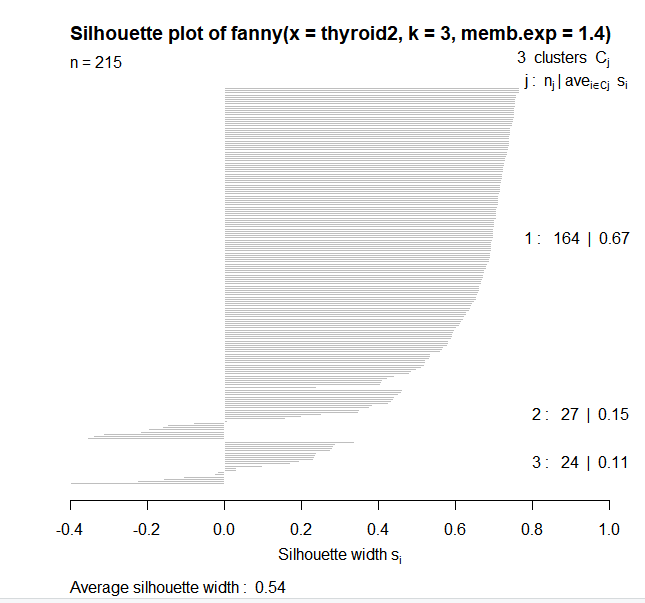 Silhouette plot of fanny(x = thyroid2, k = 3, memb.exp = 1.4)
n = 215
3 clusters Cj
j : nj | avei∈Cj si
1 : 164 | 0.67
2 : 27 | 0.15
3 : 24 | 0.11
-0.4 -0.2 0.0 0.2 0.4 0.6 0.8 1.0
Silhouette width si
Average silhouette width : 0.54